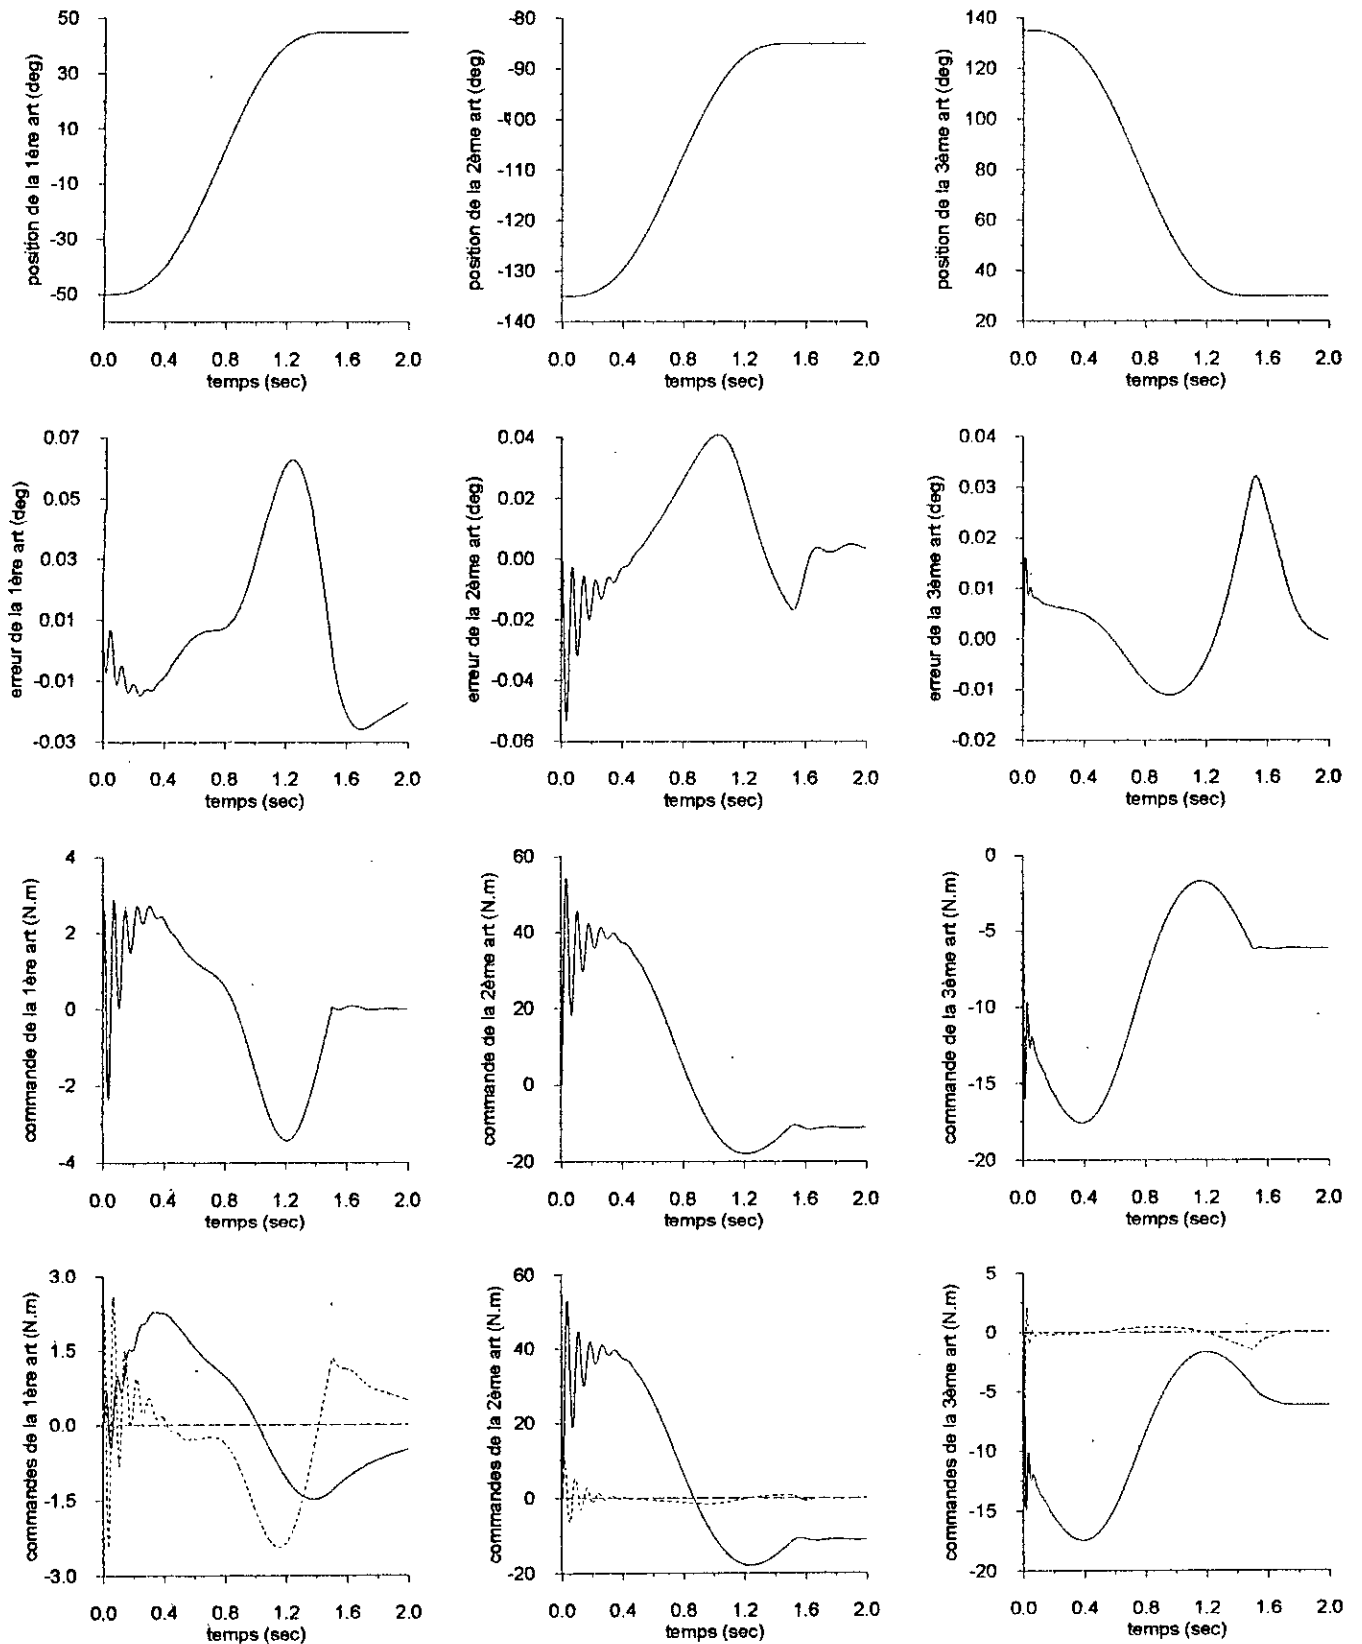 position de la 1ère art (deg)
50
30
10
-10
-30
-50
0.0 0.4 0.8 1.2 1.6 2.0
temps (sec)
position de la 2ème art (deg)
-80
-90
-100
-110
-120
-130
-140
0.0 0.4 0.8 1.2 1.6 2.0
temps (sec)
position de la 3ème art (deg)
140
120
100
80
60
40
20
0.0 0.4 0.8 1.2 1.6 2.0
temps (sec)
erreur de la 1ère art (deg)
0.07
0.05
0.03
0.01
-0.01
-0.03
0.0 0.4 0.8 1.2 1.6 2.0
temps (sec)
erreur de la 2ème art (deg)
0.04
0.02
0.00
-0.02
-0.04
-0.06
0.0 0.4 0.8 1.2 1.6 2.0
temps (sec)
erreur de la 3ème art (deg)
0.04
0.03
0.02
0.01
0.00
-0.01
-0.02
0.0 0.4 0.8 1.2 1.6 2.0
temps (sec)
commande de la 1ère art (N.m)
4
2
0
-2
-4
0.0 0.4 0.8 1.2 1.6 2.0
temps (sec)
commande de la 2ème art (N.m)
60
40
20
0
-20
0.0 0.4 0.8 1.2 1.6 2.0
temps (sec)
commande de la 3ème art (N.m)
0
-5
-10
-15
-20
0.0 0.4 0.8 1.2 1.6 2.0
temps (sec)
commandes de la 1ère art (N.m)
3.0
1.5
0.0
-1.5
-3.0
0.0 0.4 0.8 1.2 1.6 2.0
temps (sec)
commandes de la 2ème art (N.m)
60
40
20
0
-20
0.0 0.4 0.8 1.2 1.6 2.0
temps (sec)
commandes de la 3ème art (N.m)
5
0
-5
-10
-15
-20
0.0 0.4 0.8 1.2 1.6 2.0
temps (sec)